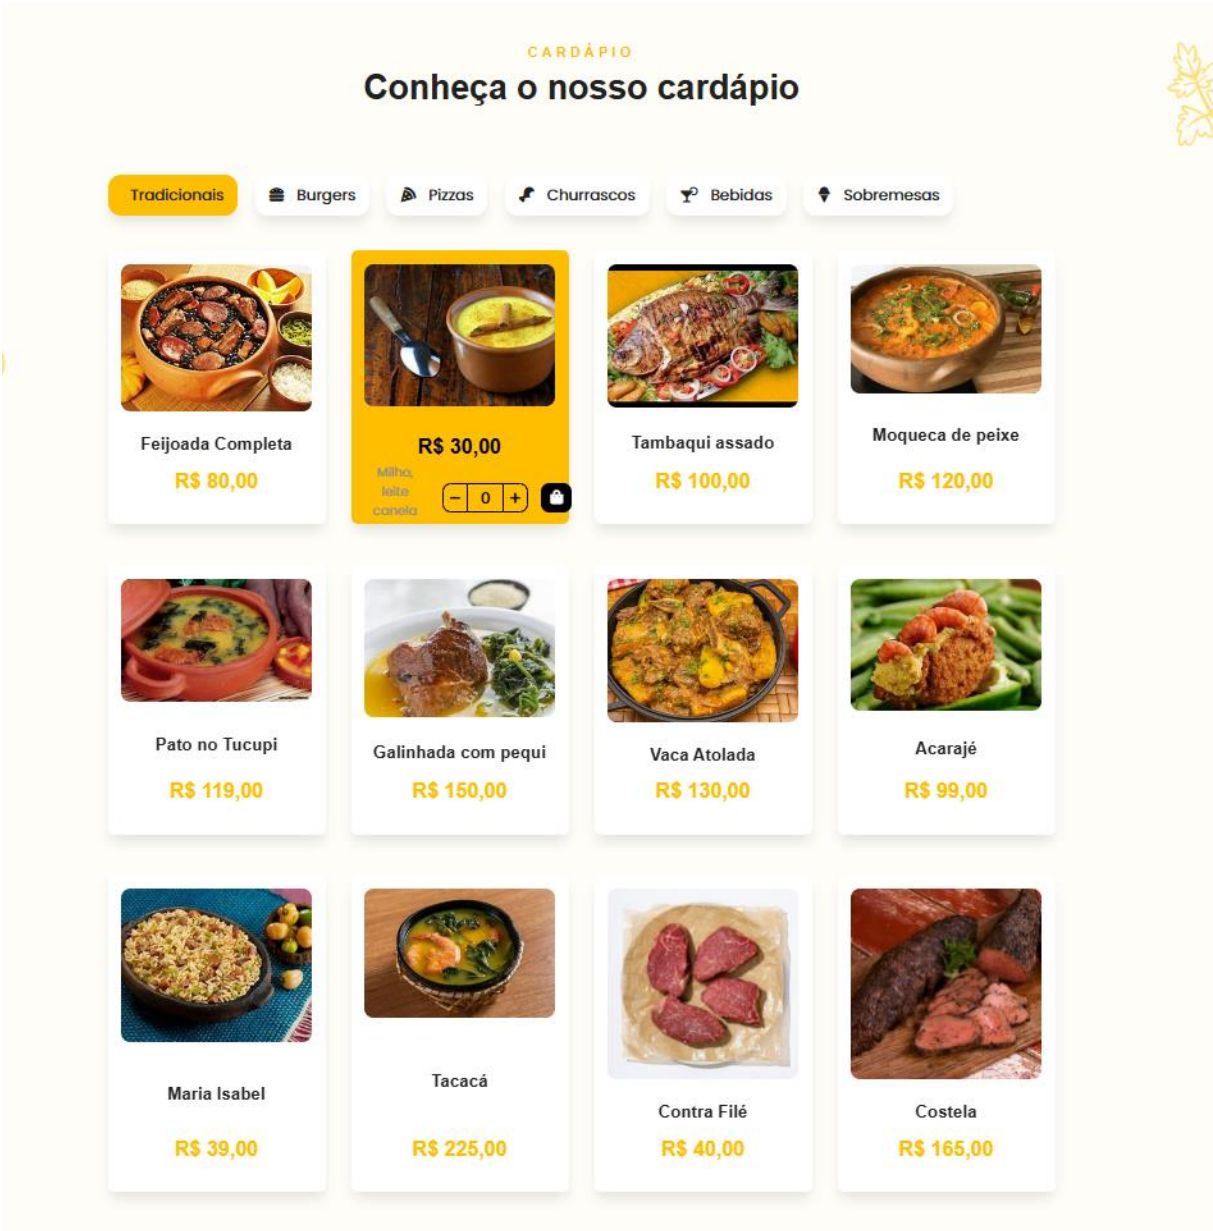 CARDÁPIO
Conheça o nosso cardápio
Tradicionais Burgers Pizzas Churrascos Bebidas Sobremesas
Feijoada Completa
R$ 80,00
R$ 30,00
Milho,
leite
canela
- 0 +
Tambaqui assado
R$ 100,00
Moqueca de peixe
R$ 120,00
Pato no Tucupi
R$ 119,00
Galinhada com pequi
R$ 150,00
Vaca Atolada
R$ 130,00
Acarajé
R$ 99,00
Maria Isabel
R$ 39,00
Tacacá
R$ 225,00
Contra Filé
R$ 40,00
Costela
R$ 165,00